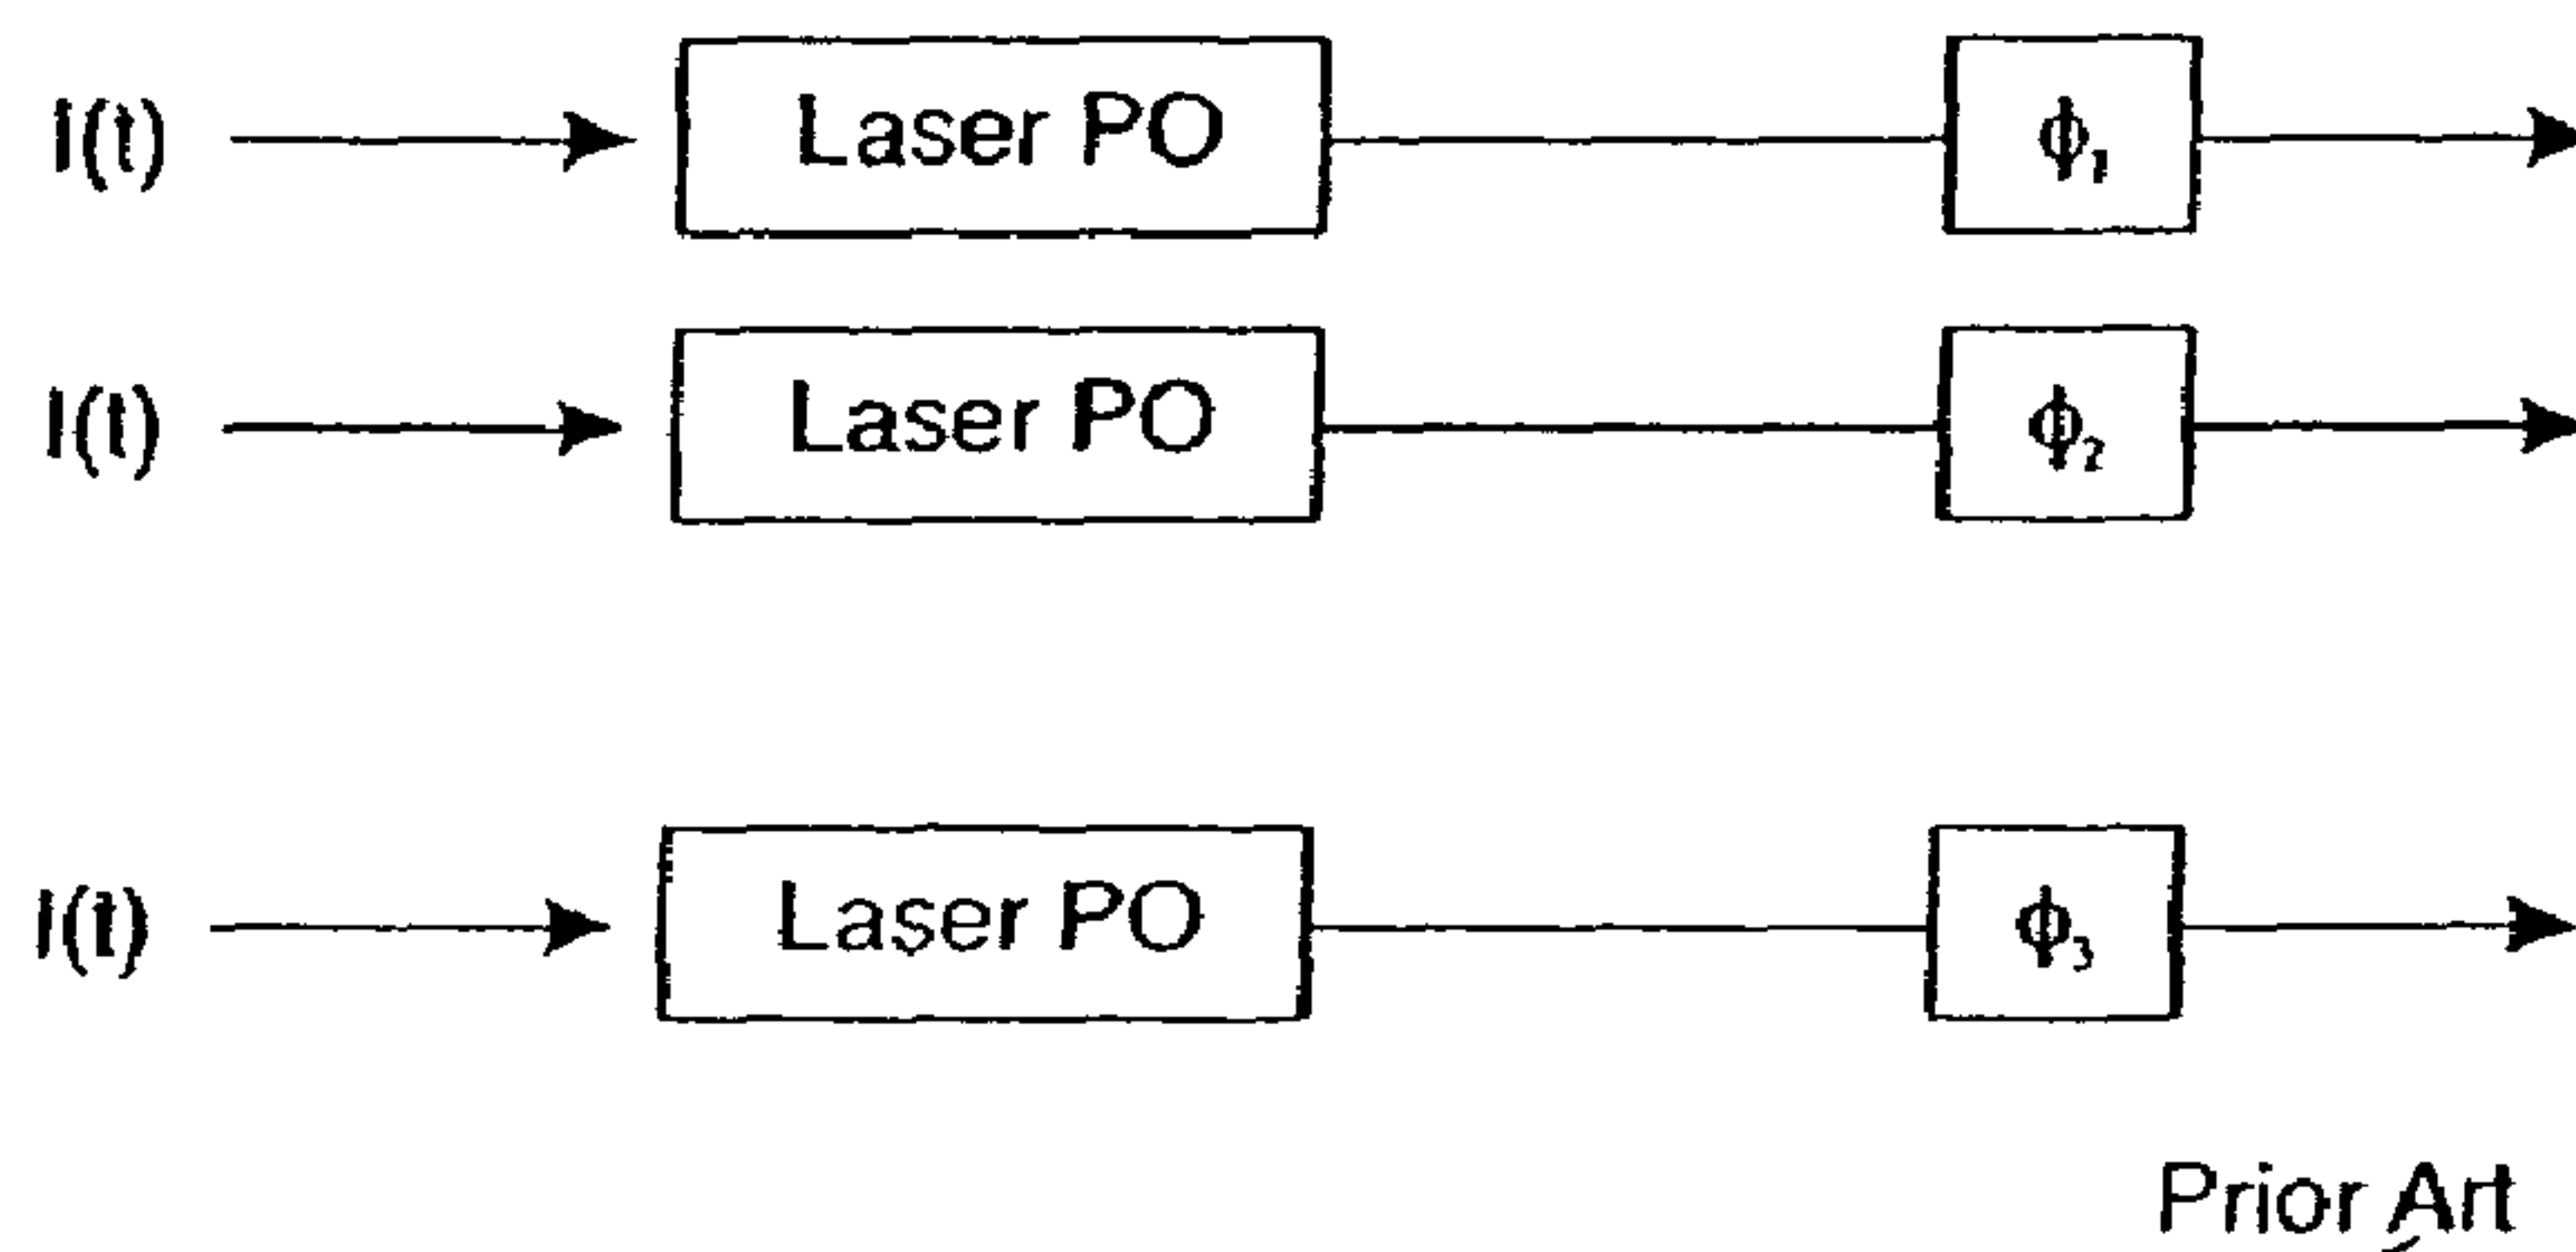 I(t) Laser PO ϕ₁
I(t) Laser PO ϕ₂
I(t) Laser PO ϕ₃
Prior Art